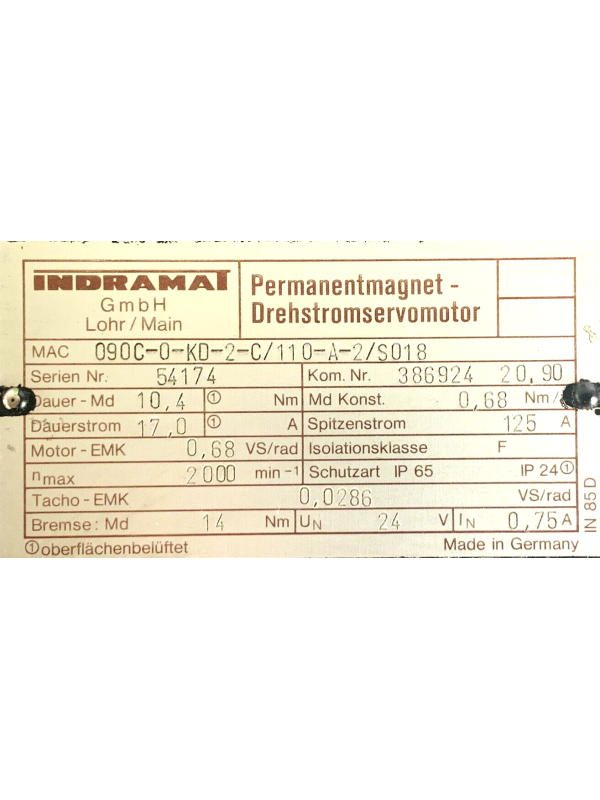 INDRAMAT
GmbH
Lohr / Main
Permanentmagnet -
Drehstromservomotor
MAC 090C-0-KD-2-C/110-A-2/S018
Serien Nr. 54174 Kom. Nr. 386924 20.90
Dauer - Md 10,4 ① Nm Md Konst. 0,68 Nm/
Dauerstrom 17,0 ① A Spitzenstrom 125 A
Motor - EMK 0,68 VS/rad Isolationsklasse F
nmax 2000 min -1 Schutzart IP 65 IP 24①
Tacho - EMK 0,0286 VS/rad
Bremse: Md 14 Nm UN 24 V IN 0,75 A
①oberflächenbelüftet Made in Germany
IN 85 D